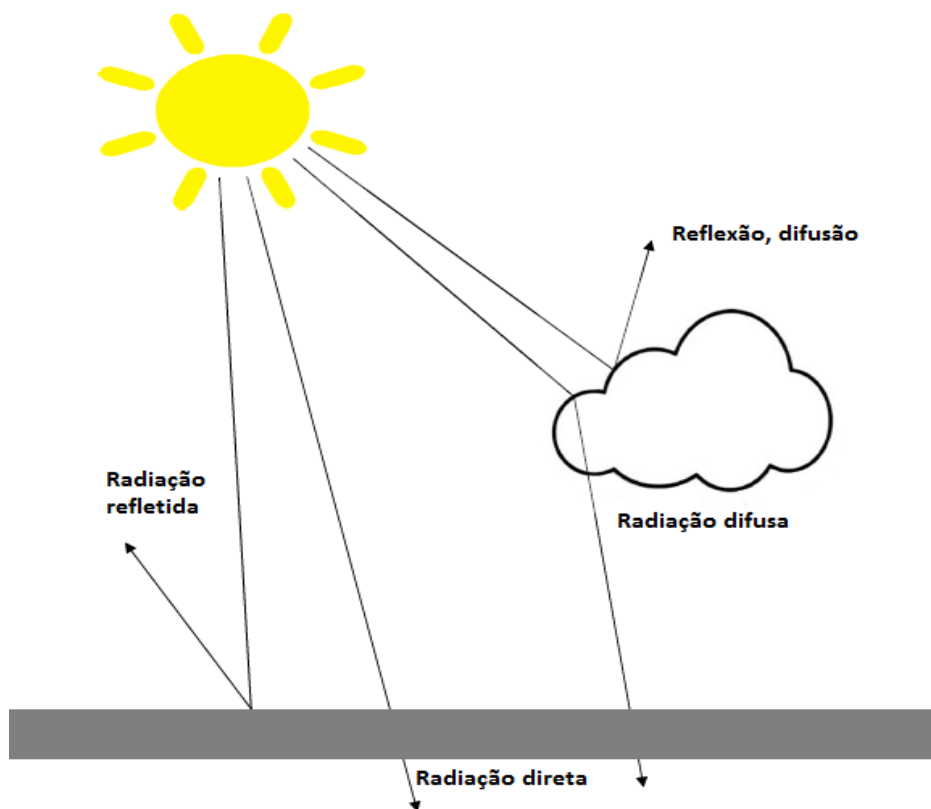 Reflexão, difusão
Radiação
refletida
Radiação difusa
Radiação direta